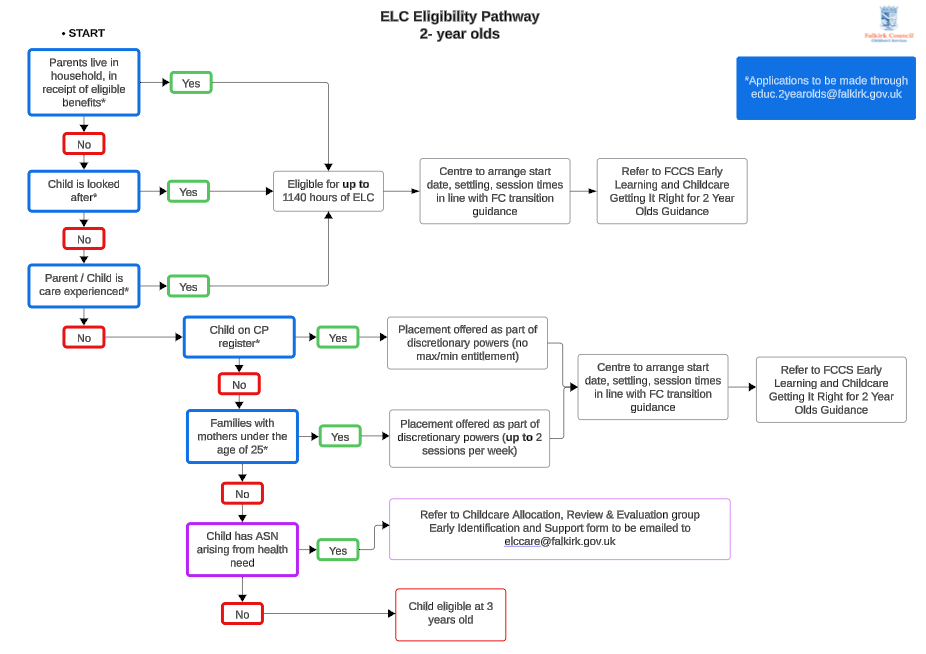 ELC Eligibility Pathway
2- year olds
• START
Falkirk Council
Children's Services
*Applications to be made through
educ.2yearolds@falkirk.gov.uk
Parents live in
household, in
receipt of eligible
benefits*
Yes
No
Child is looked
after*
Yes
Eligible for up to
1140 hours of ELC
Centre to arrange start
date, settling, session times
in line with FC transition
guidance
Refer to FCCS Early
Learning and Childcare
Getting It Right for 2 Year
Olds Guidance
No
Parent / Child is
care experienced*
Yes
No
Child on CP
register*
Yes
Placement offered as part of
discretionary powers (no
max/min entitlement)
Centre to arrange start
date, settling, session times
in line with FC transition
guidance
Refer to FCCS Early
Learning and Childcare
Getting It Right for 2 Year
Olds Guidance
No
Families with
mothers under the
age of 25*
Yes
Placement offered as part of
discretionary powers (up to 2
sessions per week)
No
Child has ASN
arising from health
need
Yes
Refer to Childcare Allocation, Review & Evaluation group
Early Identification and Support form to be emailed to
elccare@falkirk.gov.uk
No
Child eligible at 3
years old